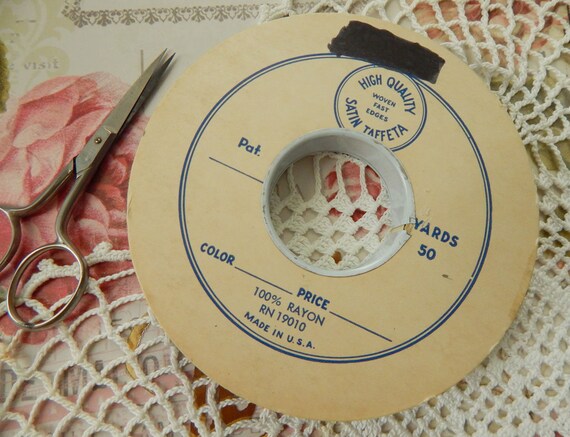 visit
HIGH QUALITY
WOVEN
FAST
EDGES
SATIN TAFFETA
Pat.
YARDS
50
COLOR
PRICE
100% RAYON
RN 19010
MADE IN U.S.A.